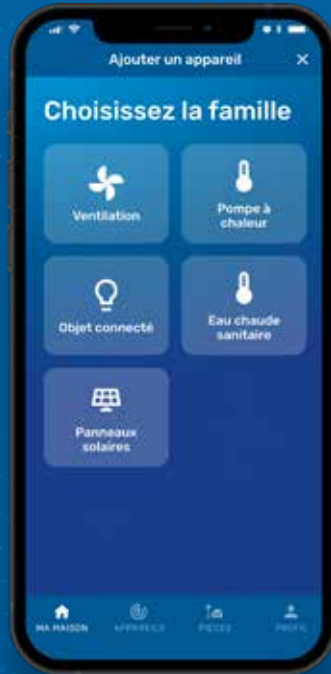 Ajouter un appareil
Choisissez la famille
Ventilation
Pompe à
chaleur
Objet connecté
Eau chaude
sanitaire
Panneaux
solaires
MA MAISON
APPAREILS
PIÈCES
PROFIL